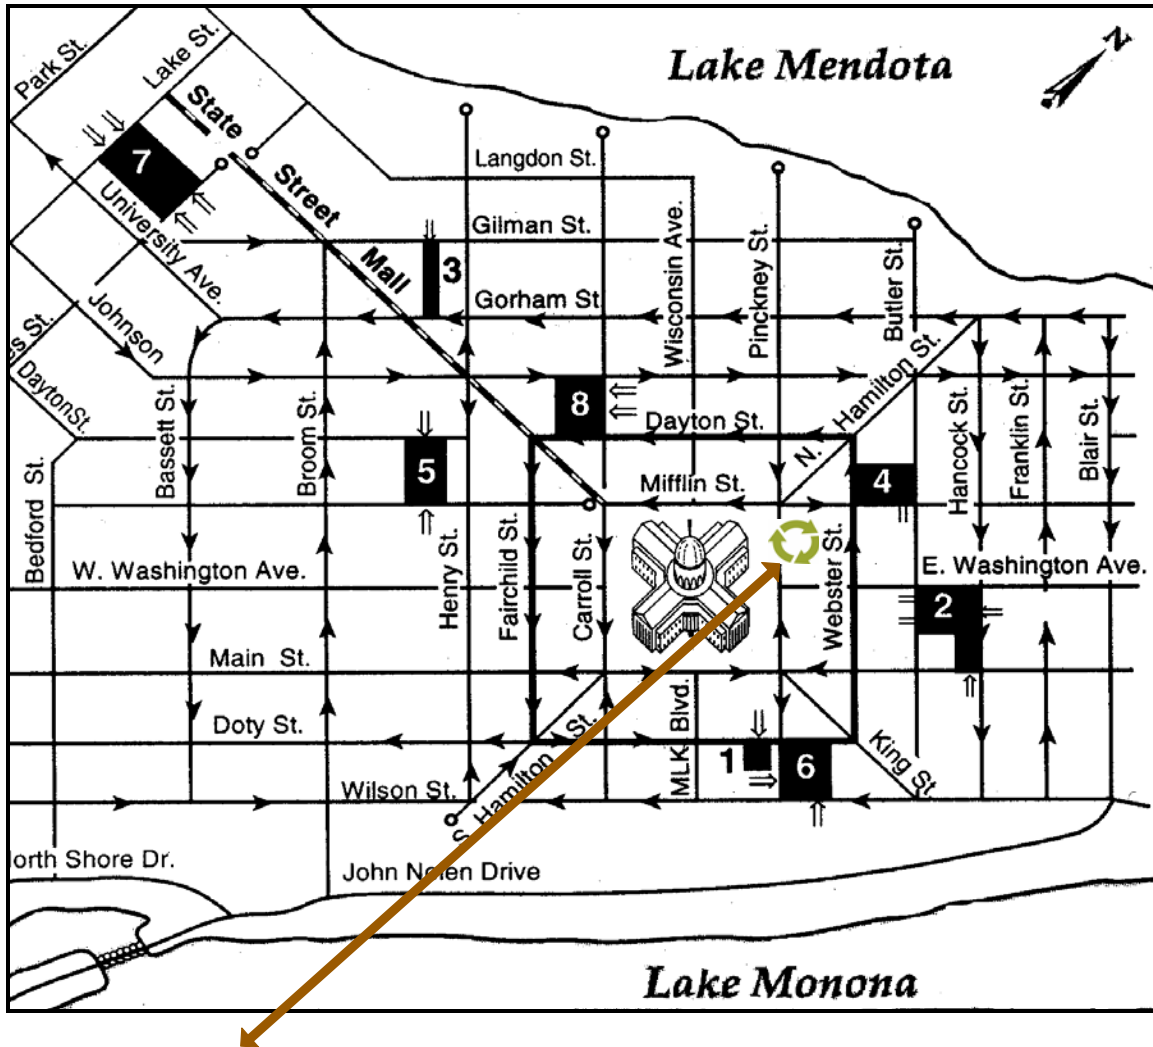 Lake Mendota
N
Park St.
Lake St.
State
Street
Mall
7
University Ave.
Langdon St.
Gilman St.
3
Gorham St
Wisconsin Ave.
Pinckney St.
Butler St.
Johnson
es St.
Dayton St.
Bassett St.
Broom St.
8
Dayton St.
N. Hamilton St.
Hancock St.
Franklin St.
Blair St.
5
Mifflin St.
4
Bedford St.
Henry St.
Fairchild St.
Carroll St.
Webster St.
W. Washington Ave.
E. Washington Ave.
2
Main St.
MLK Blvd.
Doty St.
S. Hamilton St.
1
6
King St.
Wilson St.
orth Shore Dr.
John Nolen Drive
Lake Monona